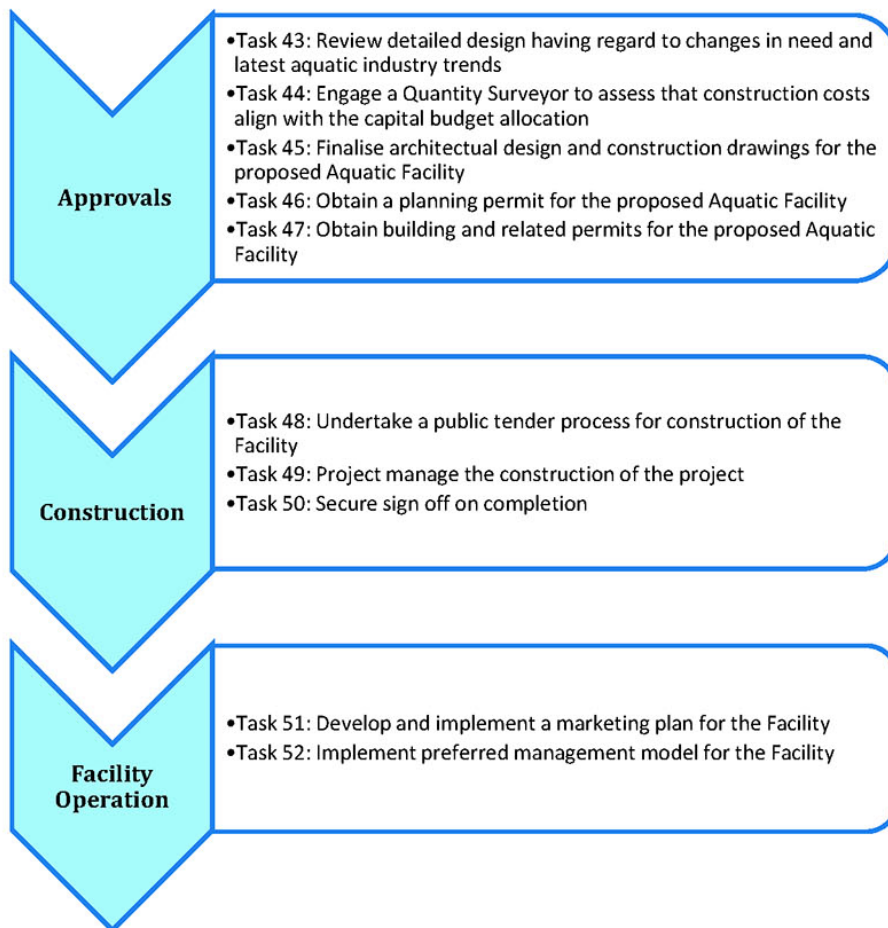 Approvals
•Task 43: Review detailed design having regard to changes in need and
latest aquatic industry trends
•Task 44: Engage a Quantity Surveyor to assess that construction costs
align with the capital budget allocation
•Task 45: Finalise architectual design and construction drawings for the
proposed Aquatic Facility
•Task 46: Obtain a planning permit for the proposed Aquatic Facility
•Task 47: Obtain building and related permits for the proposed Aquatic
Facility
Construction
•Task 48: Undertake a public tender process for construction of the
Facility
•Task 49: Project manage the construction of the project
•Task 50: Secure sign off on completion
Facility
Operation
•Task 51: Develop and implement a marketing plan for the Facility
•Task 52: Implement preferred management model for the Facility